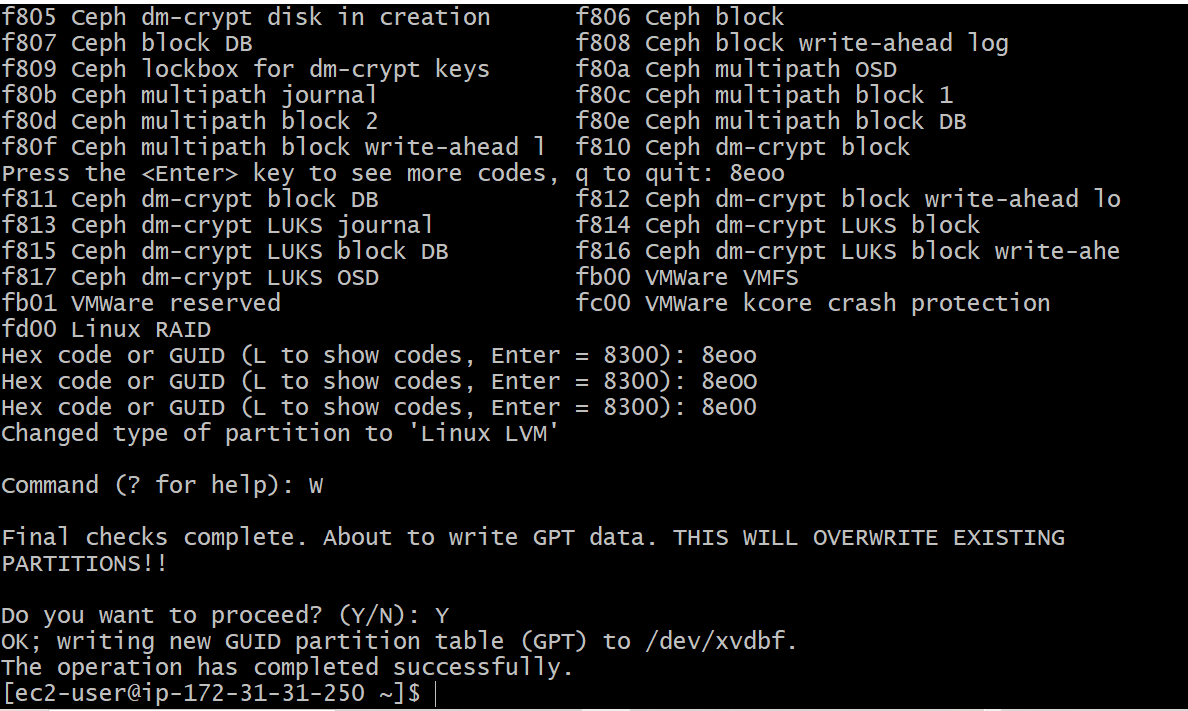 f805 Ceph dm-crypt disk in creation f806 Ceph block
f807 Ceph block DB f808 Ceph block write-ahead log
f809 Ceph lockbox for dm-crypt keys f80a Ceph multipath OSD
f80b Ceph multipath journal f80c Ceph multipath block 1
f80d Ceph multipath block 2 f80e Ceph multipath block DB
f80f Ceph multipath block write-ahead l f810 Ceph dm-crypt block
Press the <Enter> key to see more codes, q to quit: 8eoo
f811 Ceph dm-crypt block DB f812 Ceph dm-crypt block write-ahead lo
f813 Ceph dm-crypt LUKS journal f814 Ceph dm-crypt LUKS block
f815 Ceph dm-crypt LUKS block DB f816 Ceph dm-crypt LUKS block write-ahe
f817 Ceph dm-crypt LUKS OSD fb00 VMWare VMFS
fb01 VMWare reserved fc00 VMWare kcore crash protection
fd00 Linux RAID
Hex code or GUID (L to show codes, Enter = 8300): 8eoo
Hex code or GUID (L to show codes, Enter = 8300): 8eOO
Hex code or GUID (L to show codes, Enter = 8300): 8e00
Changed type of partition to 'Linux LVM'
Command (? for help): W
Final checks complete. About to write GPT data. THIS WILL OVERWRITE EXISTING
PARTITIONS!!
Do you want to proceed? (Y/N): Y
OK; writing new GUID partition table (GPT) to /dev/xvdbf.
The operation has completed successfully.
[ec2-user@ip-172-31-31-250 ~]$